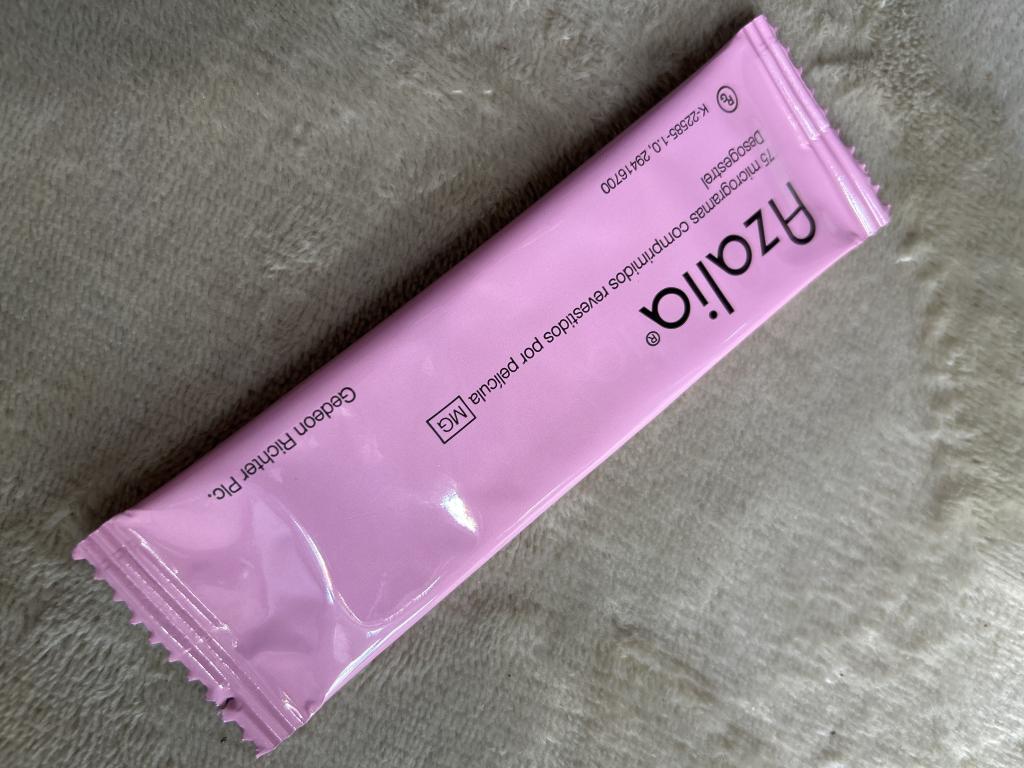 Azalia®
75 microgramas comprimidos revestidos por película
Desogestrel
MG
K-22585-1.0, 29416700
Gedeon Richter Plc.